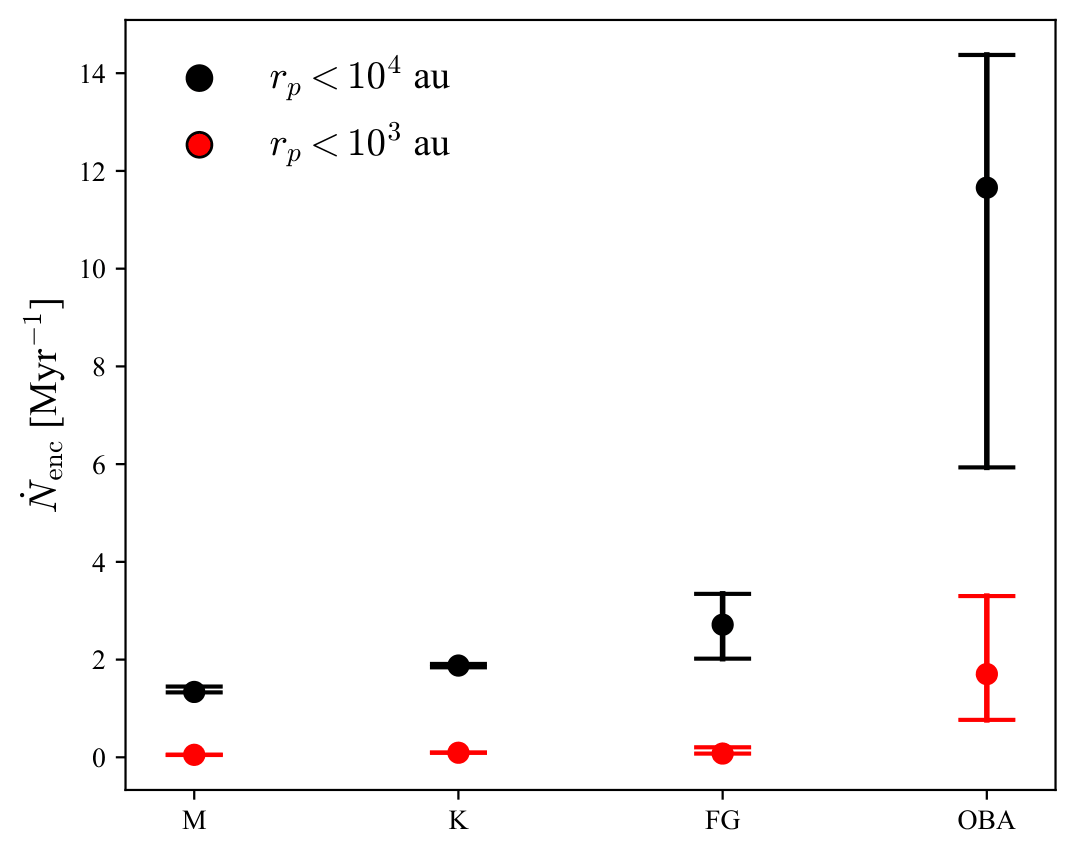 r_p < 10^4 au
r_p < 10^3 au
14
12
10
8
6
4
2
0
Ṅ_enc [Myr^−1]
M K FG OBA